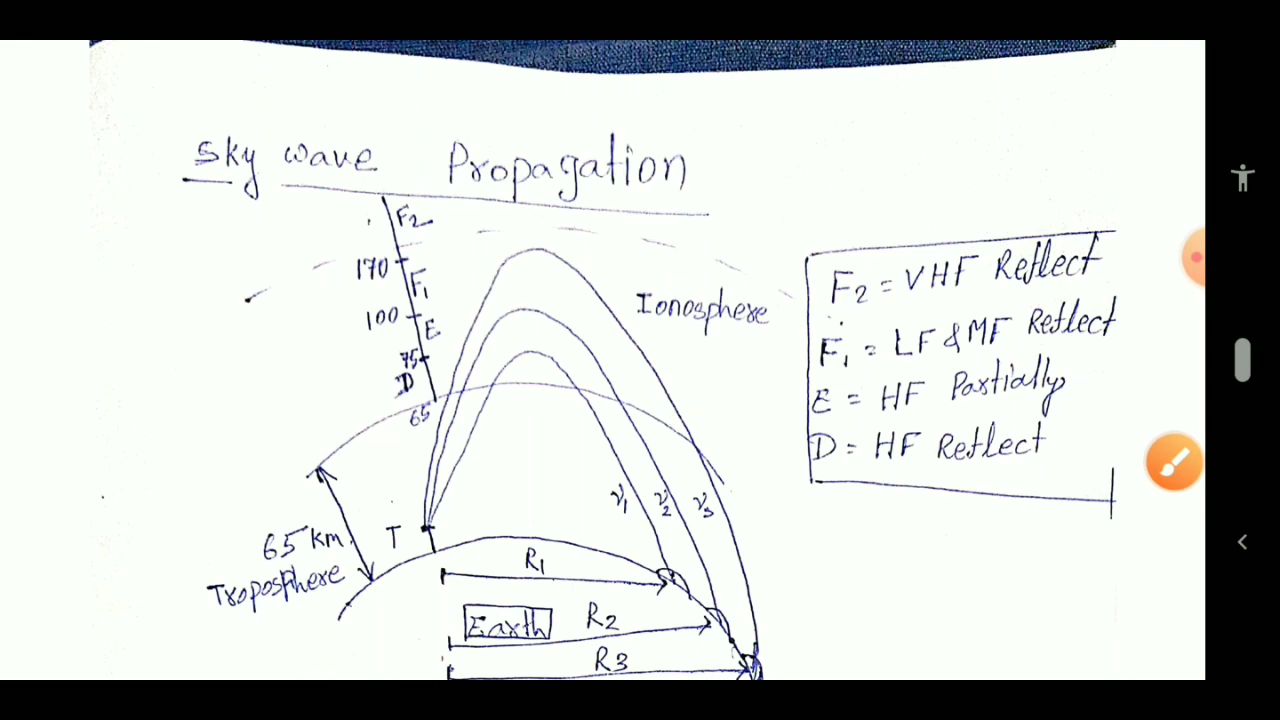 Sky wave Propagation
F2
170
F1
100
E
75
D
65
Ionosphere
F2 = VHF Reflect
F1 = LF & MF Reflect
E = HF Partially
D = HF Reflect
ν1 ν2 ν3
65 km
Troposphere
T
R1
Earth
R2
R3